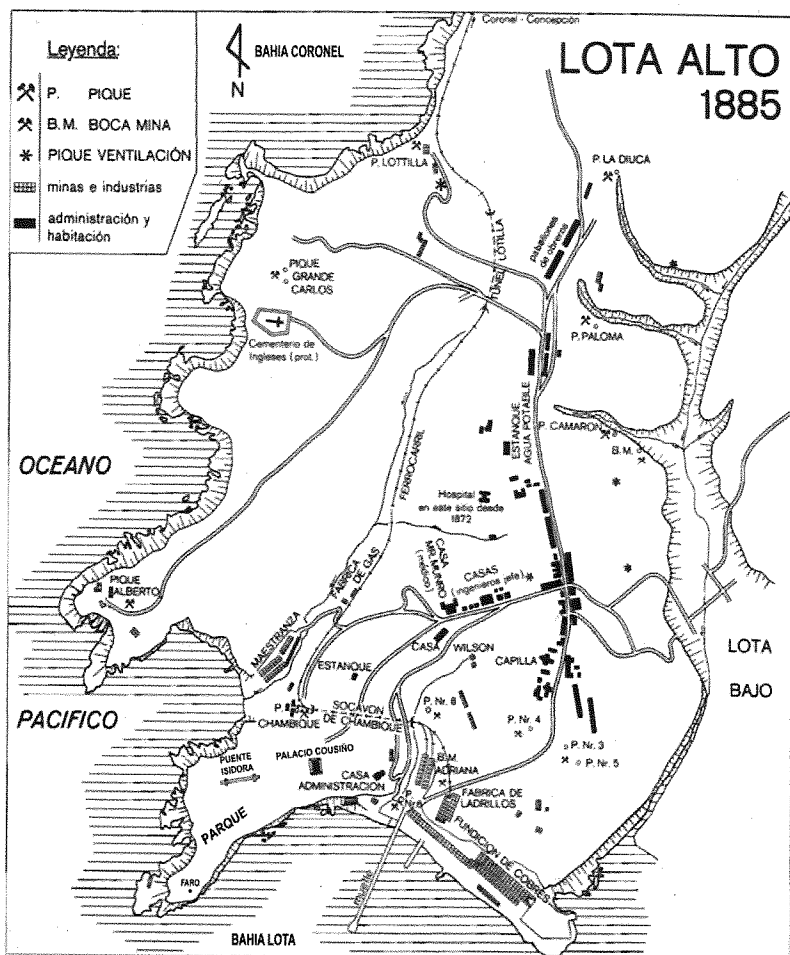 Coronel - Concepción
Leyenda:
P. PIQUE
B.M. BOCA MINA
PIQUE VENTILACIÓN
minas e industrias
administración y
habitación
BAHIA CORONEL
N
LOTA ALTO
1885
P. LOTTILLA
P. LA DIUCA
pabellones
de obreros
TUNEL LOTILLA
PIQUE
GRANDE
CARLOS
Cementerio de
Ingleses (prot.)
P. PALOMA
ESTANQUE
AGUA POTABLE
P. CAMARON
B.M.
OCEANO
FERROCARRIL
Hospital
en este sitio desde
1872
CASA
MR. MUNRO
(médico)
CASAS
(ingenieros jefe)
FABRICA
DE GAS
PIQUE
ALBERTO
MAESTRANZA
ESTANQUE
CASA WILSON
CAPILLA
LOTA
BAJO
PACIFICO
P.
CHAMBIQUE
SOCAVON
DE CHAMBIQUE
P. Nr. 8
P. Nr. 4
P. Nr. 3
P. Nr. 5
PUENTE
ISIDORA
PALACIO COUSIÑO
CASA
ADMINISTRACION
B.M.
ADRIANA
P.
FABRICA DE
LADRILLOS
FUNDICION DE COBRES
PARQUE
FARO
muelle
BAHIA LOTA